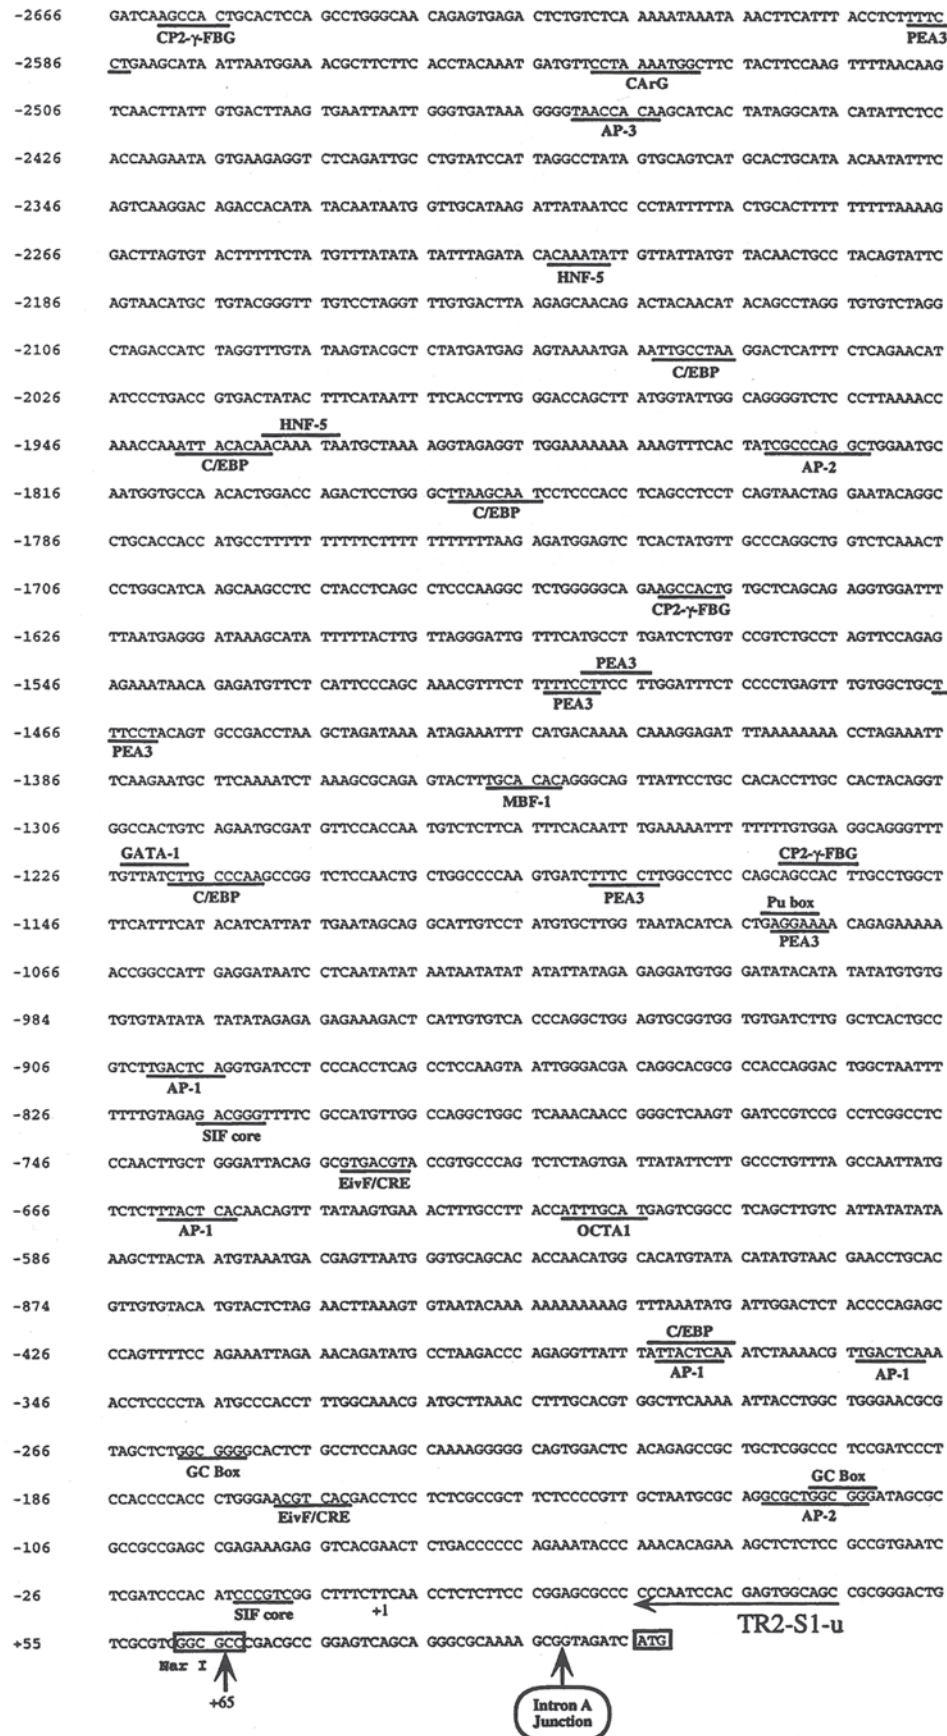 -2666 GATCAAGCCA CTGCACTCCA GCCTGGGCAA CAGAGTGAGA CTCTGTCTCA AAAATAAATA AACTTCATTT ACCTCTTTTC
CP2-γ-FBG PEA3
-2586 CTGAAGCATA ATTAATGGAA ACGCTTCTTC ACCTACAAAT GATGTTCCTA AAAATGGCTTC TACTTCCAAG TTTTAACAAG
CArG
-2506 TCAACTTATT GTGACTTAAG TGAATTAATT GGGTGATAAA GGGGTAACCA CAAGCATCAC TATAGGCATA CATATTCTCC
AP-3
-2426 ACCAAGAATA GTGAAGAGGT CTCAGATTGC CTGTATCCAT TAGGCCTATA GTGCAGTCAT GCACTGCATA ACAATATTTC
-2346 AGTCAAGGAC AGACCACATA TACAATAATG GTTGCATAAG ATTATAATCC CCTATTTTTA CTGCACTTTT TTTTTAAAAG
-2266 GACTTAGTGT ACTTTTTCTA TGTTTATATA TATTTAGATA CACAAATATT GTTATTATGT TACAACTGCC TACAGTATTC
HNF-5
-2186 AGTAACATGC TGTACGGGTT TGTCCTAGGT TTGTGACTTA AGAGCAACAG ACTACAACAT ACAGCCTAGG TGTGTCTAGG
-2106 CTAGACCATC TAGGTTTGTA TAAGTACGCT CTATGATGAG AGTAAAATGA AATTGCCTAA GGACTCATTT CTCAGAACAT
C/EBP
-2026 ATCCCTGACC GTGACTATAC TTTCATAATT TTCACCTTTG GGACCAGCTT ATGGTATTGG CAGGGGTCTC CCTTAAAACC
HNF-5
-1946 AAACCAAATT ACACAACAAA TAATGCTAAA AGGTAGAGGT TGGAAAAAAA AAAGTTTCAC TATCGCCCAG GCTGGAATGC
C/EBP AP-2
-1816 AATGGTGCCA ACACTGGACC AGACTCCTGG GCTTAAGCAA TCCTCCCACC TCAGCCTCCT CAGTAACTAG GAATACAGGC
C/EBP
-1786 CTGCACCACC ATGCCTTTTT TTTTTCTTTT TTTTTTTAAG AGATGGAGTC TCACTATGTT GCCCAGGCTG GTCTCAAACT
-1706 CCTGGCATCA AGCAAGCCTC CTACCTCAGC CTCCCAAGGC TCTGGGGGCA GAAGCCACTG TGCTCAGCAG AGGTGGATTT
CP2-γ-FBG
-1626 TTAATGAGGG ATAAAGCATA TTTTTACTTG TTAGGGATTG TTTCATGCCT TGATCTCTGT CCGTCTGCCT AGTTCCAGAG
PEA3
-1546 AGAAATAACA GAGATGTTCT CATTCCCAGC AAACGTTTCT TTTTCCTTCC TTGGATTTCT CCCCTGAGTT TGTGGCTGCT
PEA3
-1466 TTCCTACAGT GCCGACCTAA GCTAGATAAA ATAGAAATTT CATGACAAAA CAAAGGAGAT TTAAAAAAAA CCTAGAAATT
PEA3
-1386 TCAAGAATGC TTCAAAATCT AAAGCGCAGA GTACTTTGCA CACAGGGCAG TTATTCCTGC CACACCTTGC CACTACAGGT
MBF-1
-1306 GGCCACTGTC AGAATGCGAT GTTCCACCAA TGTCTCTTCA TTTCACAATT TGAAAAATTT TTTTTGTGGA GGCAGGGTTT
GATA-1 CP2-γ-FBG
-1226 TGTTATCTTG CCCAAGCCGG TCTCCAACTG CTGGCCCCAA GTGATCTTTC CTTGGCCTCC CAGCAGCCAC TTGCCTGGCT
C/EBP PEA3
Pu box
-1146 TTCATTTCAT ACATCATTAT TGAATAGCAG GCATTGTCCT ATGTGCTTGG TAATACATCA CTGAGGAAAA CAGAGAAAAA
PEA3
-1066 ACCGGCCATT GAGGATAATC CTCAATATAT AATAATATAT ATATTATAGA GAGGATGTGG GATATACATA TATATGTGTG
-984 TGTGTATATA TATATAGAGA GAGAAAGACT CATTGTGTCA CCCAGGCTGG AGTGCGGTGG TGTGATCTTG GCTCACTGCC
-906 GTCTTGACTC AGGTGATCCT CCCACCTCAG CCTCCAAGTA ATTGGGACGA CAGGCACGCG CCACCAGGAC TGGCTAATTT
AP-1
-826 TTTTGTAGAG ACGGGTTTTC GCCATGTTGG CCAGGCTGGC TCAAACAACC GGGCTCAAGT GATCCGTCCG CCTCGGCCTC
SIF core
-746 CCAACTTGCT GGGATTACAG GCGTGACGTA CCGTGCCCAG TCTCTAGTGA TTATATTCTT GCCCTGTTTA GCCAATTATG
EivF/CRE
-666 TCTCTTTACT CACAACAGTT TATAAGTGAA ACTTTGCCTT ACCATTTGCA TGAGTCGGCC TCAGCTTGTC ATTATATATA
AP-1 OCTA1
-586 AAGCTTACTA ATGTAAATGA CGAGTTAATG GGTGCAGCAC ACCAACATGG CACATGTATA CATATGTAAC GAACCTGCAC
-874 GTTGTGTACA TGTACTCTAG AACTTAAAGT GTAATACAAA AAAAAAAAAG TTTAAATATG ATTGGACTCT ACCCCAGAGC
C/EBP
-426 CCAGTTTTCC AGAAATTAGA AACAGATATG CCTAAGACCC AGAGGTTATT TATTACTCAA ATCTAAAACG TTGACTCAAA
AP-1 AP-1
-346 ACCTCCCCTA ATGCCCACCT TTGGCAAACG ATGCTTAAAC CTTTGCACGT GGCTTCAAAA ATTACCTGGC TGGGAACGCG
-266 TAGCTCTGGC GGGGCACTCT GCCTCCAAGC CAAAAGGGGG CAGTGGACTC ACAGAGCCGC TGCTCGGCCC TCCGATCCCT
GC Box GC Box
-186 CCACCCCACC CTGGGAACGT CACGACCTCC TCTCGCCGCT TCTCCCCGTT GCTAATGCGC AGGCGCTGGC GGGATAGCGC
EivF/CRE AP-2
-106 GCCGCCGAGC CGAGAAAGAG GTCACGAACT CTGACCCCCC AGAAATACCC AAACACAGAA AGCTCTCTCC GCCGTGAATC
-26 TCGATCCCAC ATCCCGTCGG CTTTCTTCAA CCTCTCTTCC CGGAGCGCCC CCCAATCCAC GAGTGGCAGC CGCGGGACTG
SIF core +1 TR2-S1-u
+55 TCGCGTCGGC GCCCGACGCC GGAGTCAGCA GGGCGCAAAA GCGGTAGATC ATG
Nar I
+65
Intron A
Junction